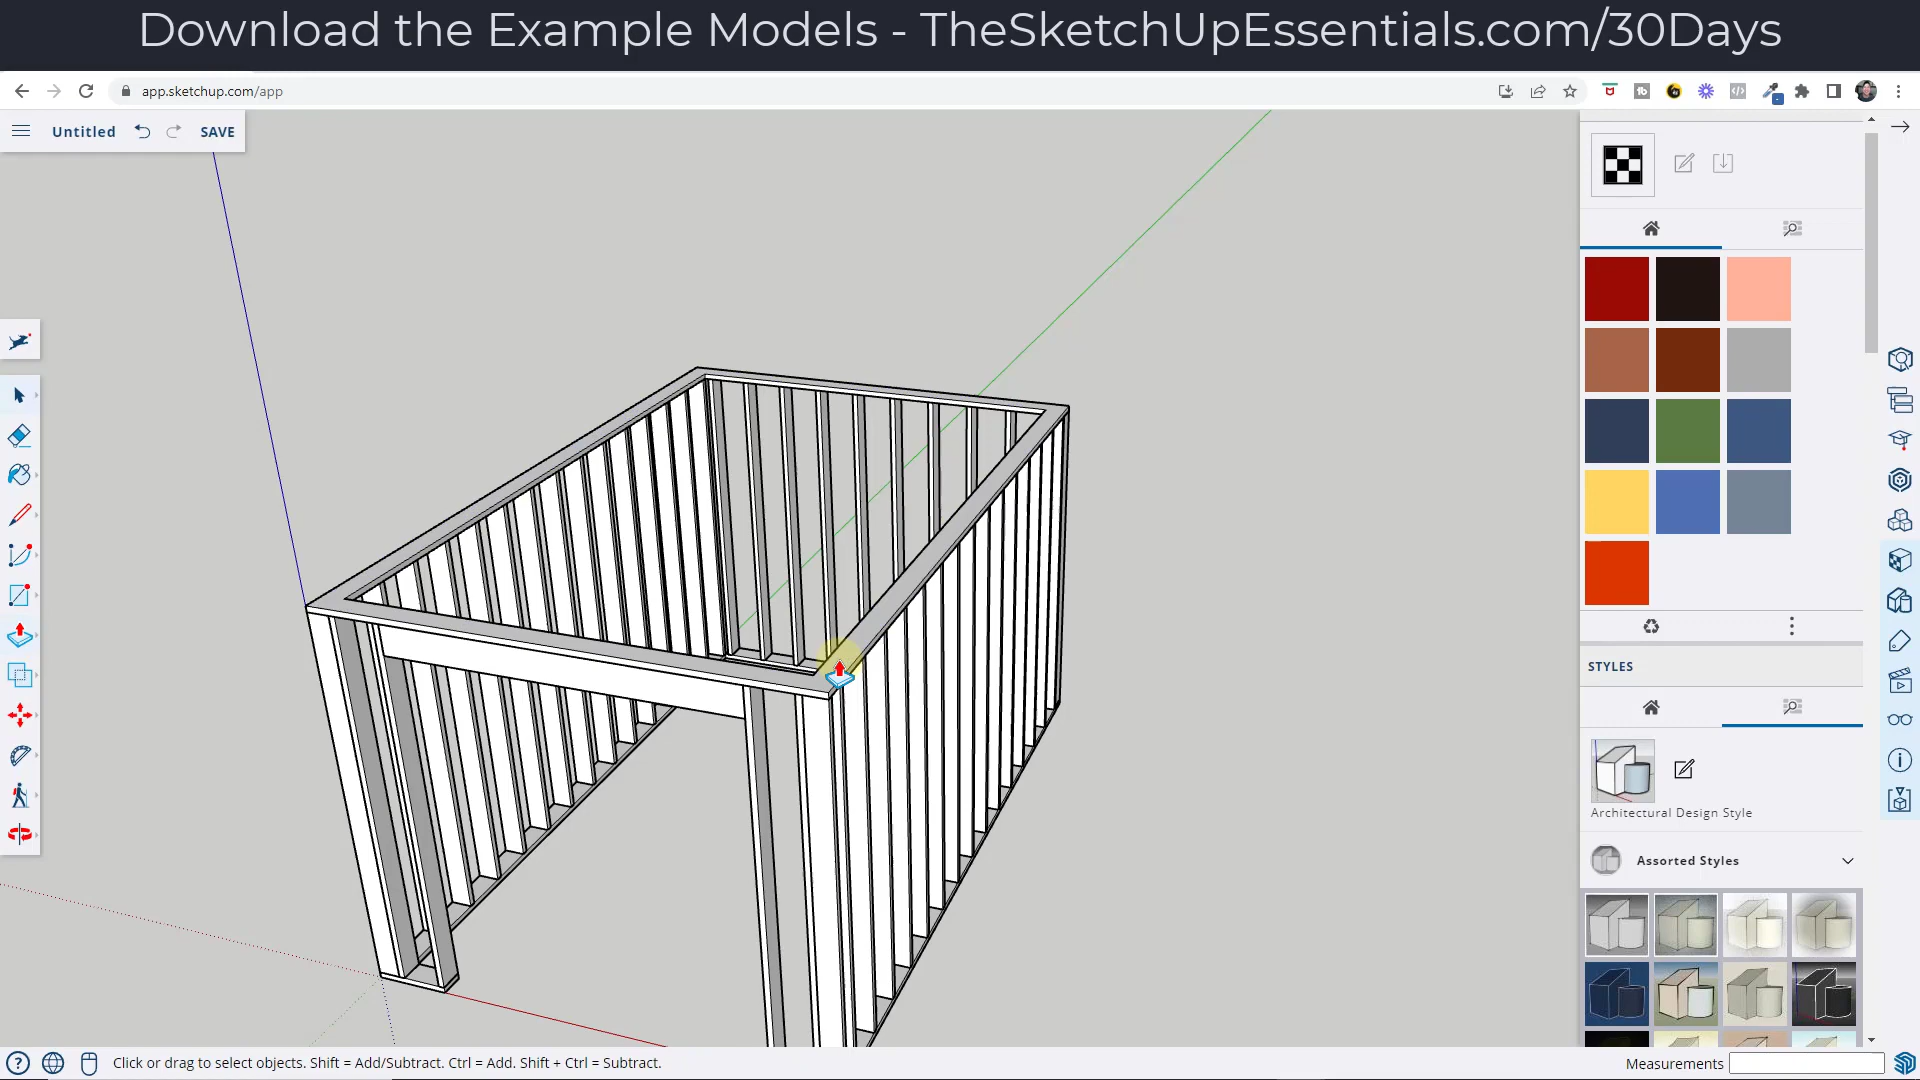 Download the Example Models - TheSketchUpEssentials.com/30Days
app.sketchup.com/app
Untitled
SAVE
STYLES
Architectural Design Style
Assorted Styles
Click or drag to select objects. Shift = Add/Subtract. Ctrl = Add. Shift + Ctrl = Subtract.
Measurements